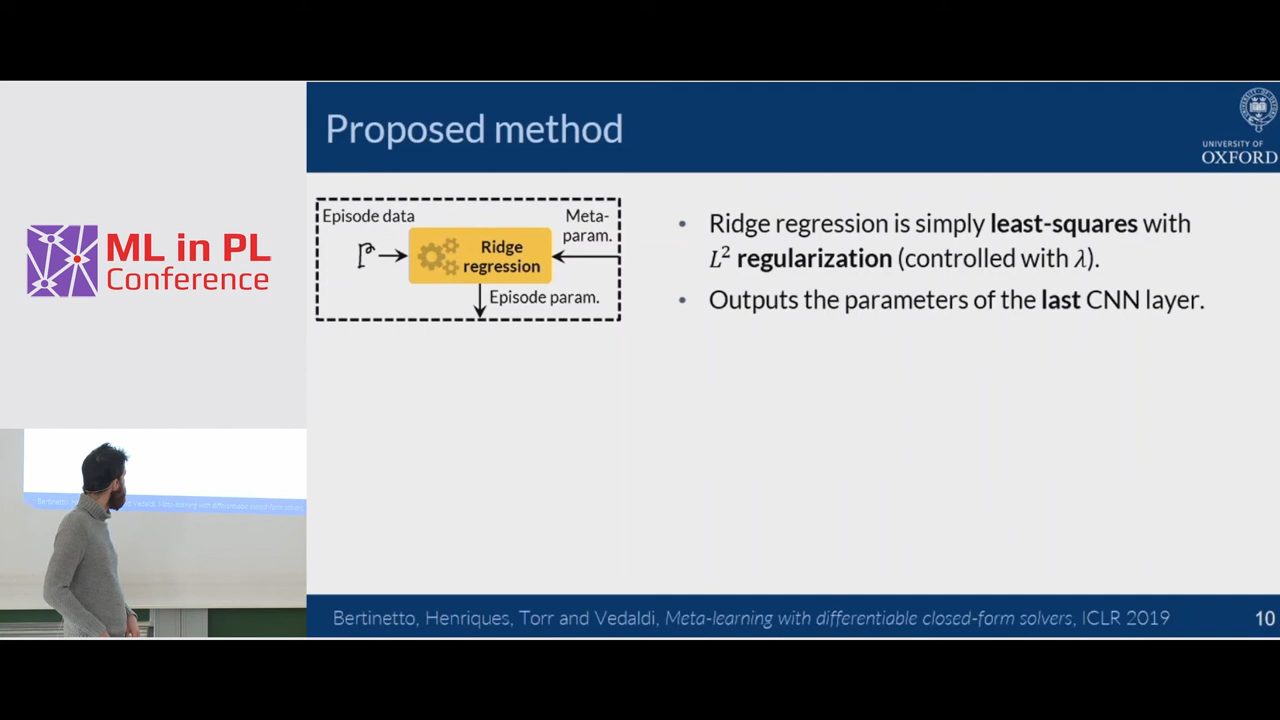 Proposed method
UNIVERSITY OF
OXFORD
ML in PL
Conference
Episode data
Meta-
param.
Ridge
regression
Episode param.
• Ridge regression is simply least-squares with
L² regularization (controlled with λ).
• Outputs the parameters of the last CNN layer.
Bertinetto, Henriques, Torr and Vedaldi, Meta-learning with differentiable closed-form solvers, ICLR 2019
10